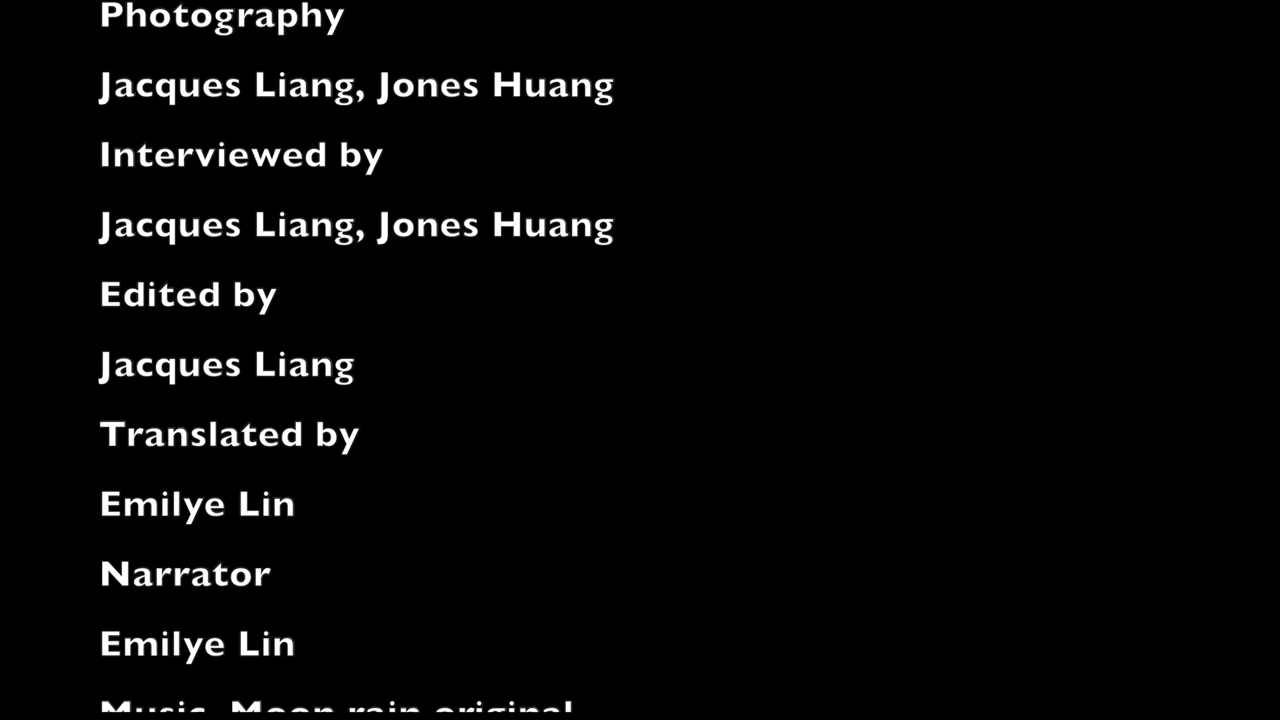 Photography
Jacques Liang, Jones Huang
Interviewed by
Jacques Liang, Jones Huang
Edited by
Jacques Liang
Translated by
Emilye Lin
Narrator
Emilye Lin
Music Moon rain original